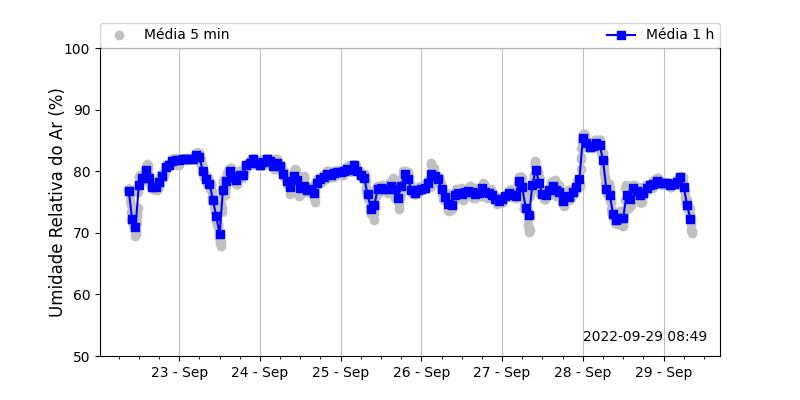 Média 5 min
Média 1 h
Umidade Relativa do Ar (%)
100
90
80
70
60
50
2022-09-29 08:49
23 - Sep
24 - Sep
25 - Sep
26 - Sep
27 - Sep
28 - Sep
29 - Sep